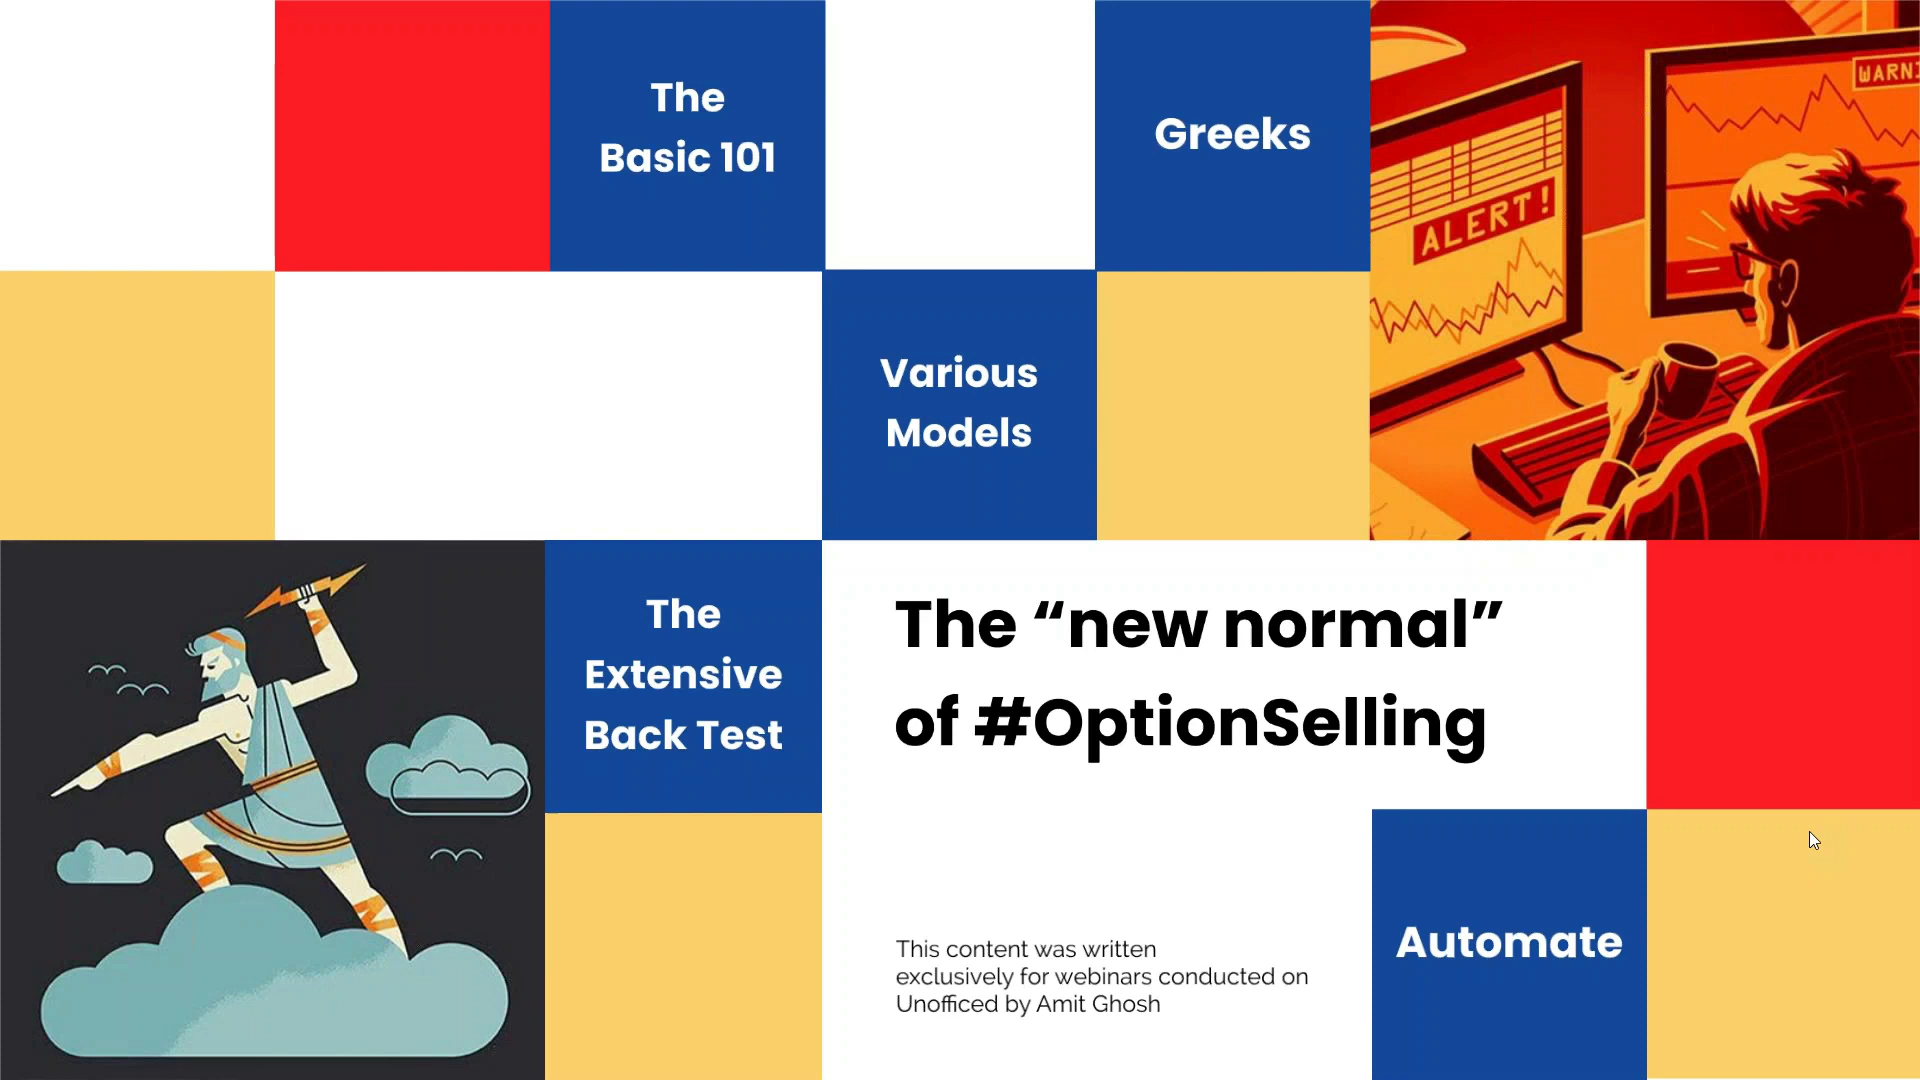 The
Basic 101
Greeks
WARNI
ALERT!
Various
Models
The
Extensive
Back Test
The “new normal”
of #OptionSelling
This content was written
exclusively for webinars conducted on
Unofficed by Amit Ghosh
Automate